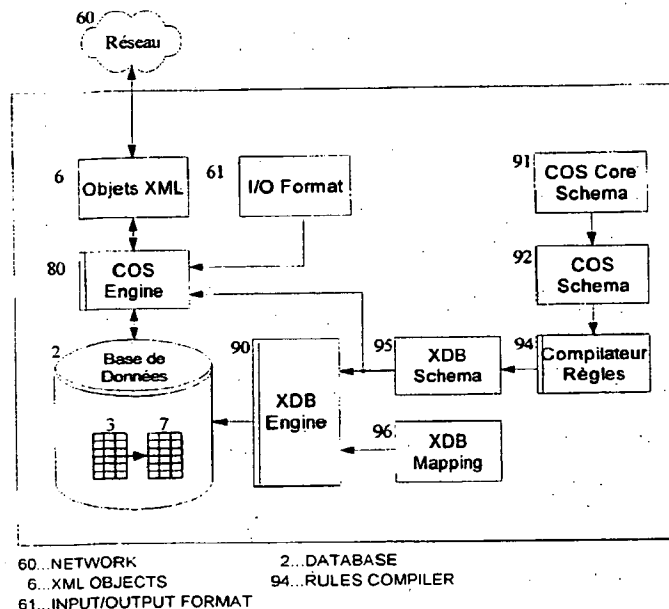 60
Réseau
6
Objets XML
61
I/O Format
91
COS Core
Schema
80
COS
Engine
92
COS
Schema
2
Base de
Données
90
XDB
Engine
95
XDB
Schema
94
Compilateur
Règles
3
7
96
XDB
Mapping
60...NETWORK
2...DATABASE
6...XML OBJECTS
94...RULES COMPILER
61...INPUT/OUTPUT FORMAT